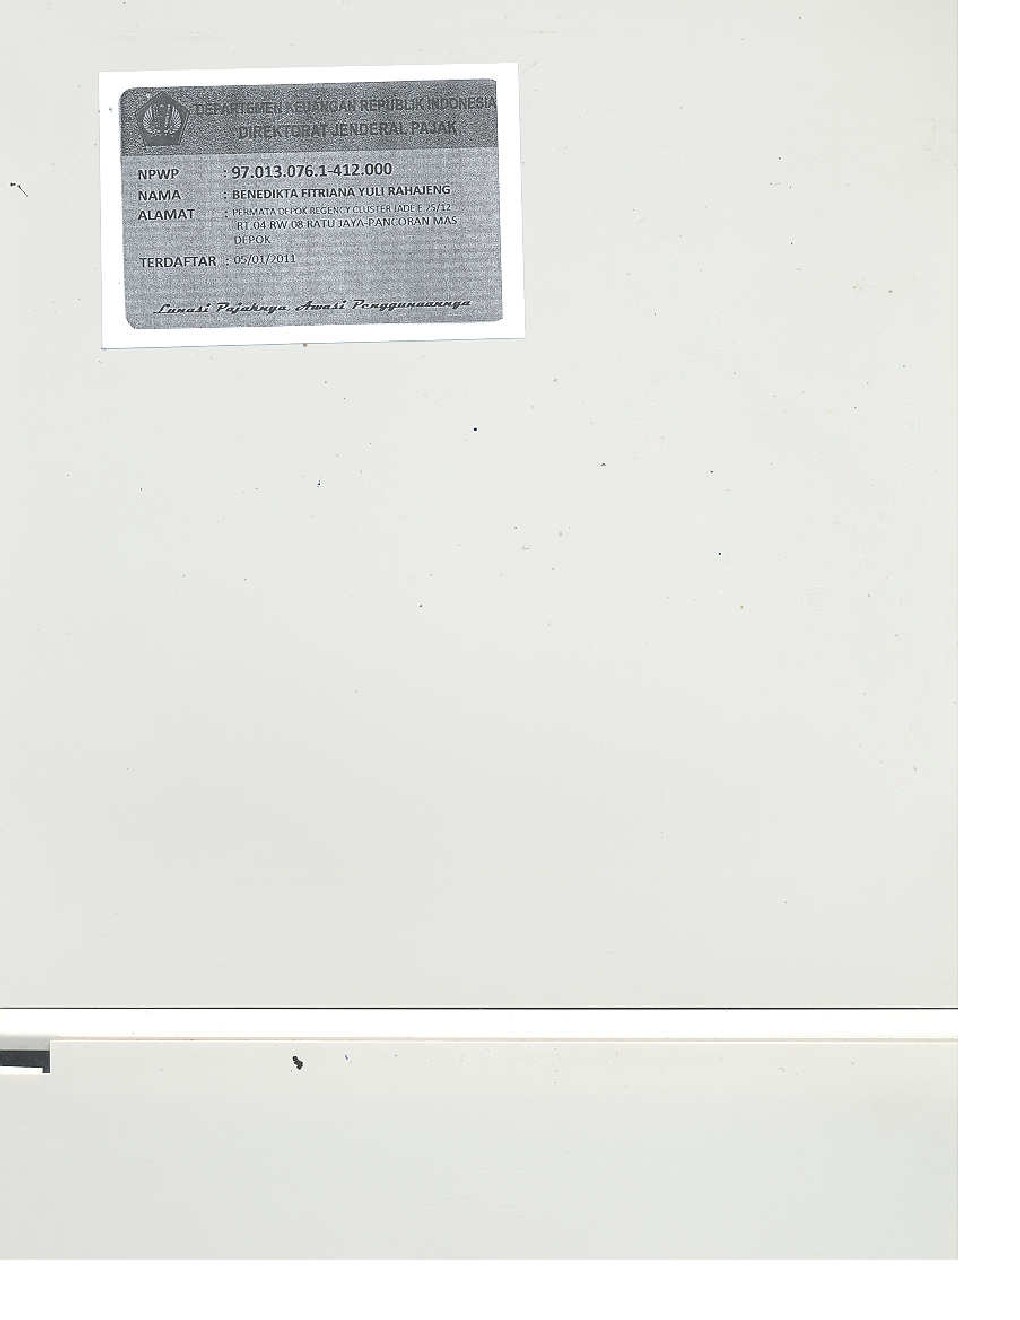 DEPARTEMEN KEUANGAN REPUBLIK INDONESIA
DIREKTORAT JENDERAL PAJAK
NPWP : 97.013.076.1-412.000
NAMA : BENEDIKTA FITRIANA YULI RAHAJENG
ALAMAT : PERMATA DEPOK REGENCY CLUSTER JADE F 25/12
RT.04 RW.08 RATU JAYA-PANCORAN MAS
DEPOK
TERDAFTAR : 05/01/2011
Lunasi Pajaknya Awasi Penggunaannya